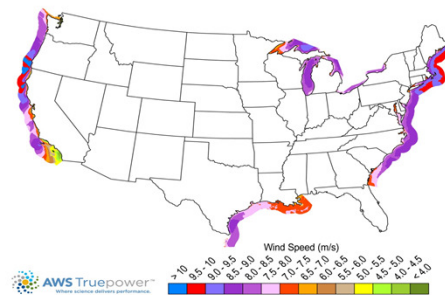 Wind Speed (m/s)
> 10
9.5 - 10
9.0 - 9.5
8.5 - 9.0
8.0 - 8.5
7.5 - 8.0
7.0 - 7.5
6.5 - 7.0
6.0 - 6.5
5.5 - 6.0
5.0 - 5.5
4.5 - 5.0
4.0 - 4.5
< 4.0
AWS Truepower™
Where science delivers performance.